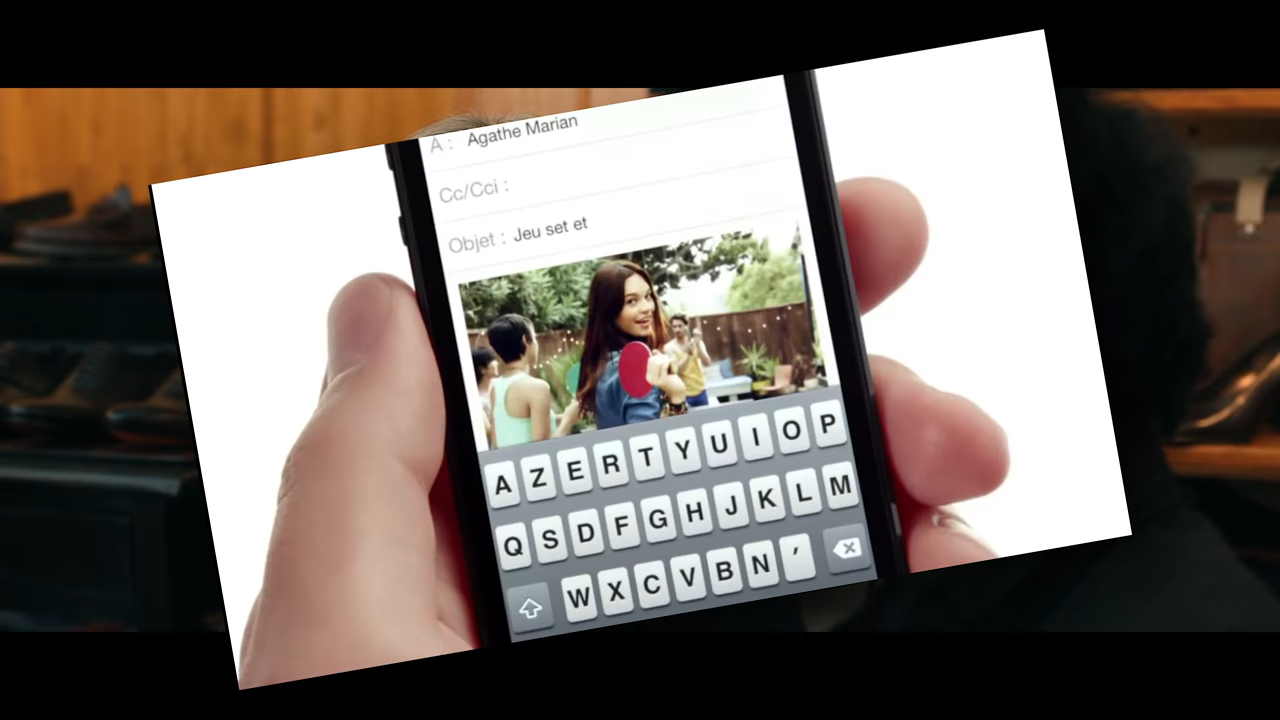 A : Agathe Marian
Cc/Cci :
Objet : Jeu set et
A Z E R T Y U I O P
Q S D F G H J K L M
W X C V B N ′